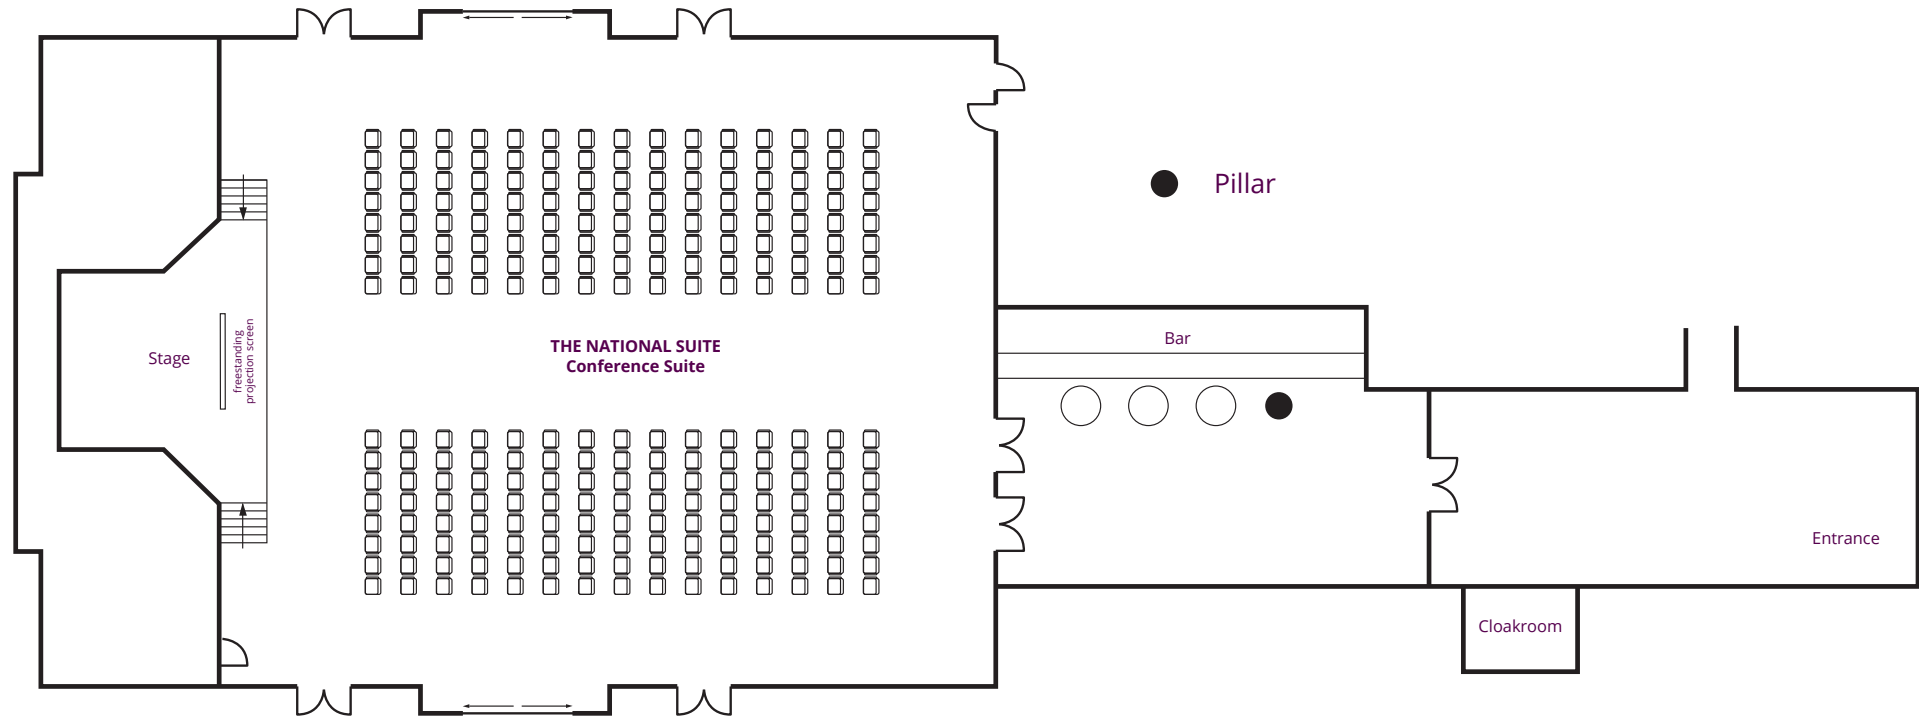 Pillar
Bar
THE NATIONAL SUITE
Conference Suite
Stage
freestanding
projection screen
Entrance
Cloakroom